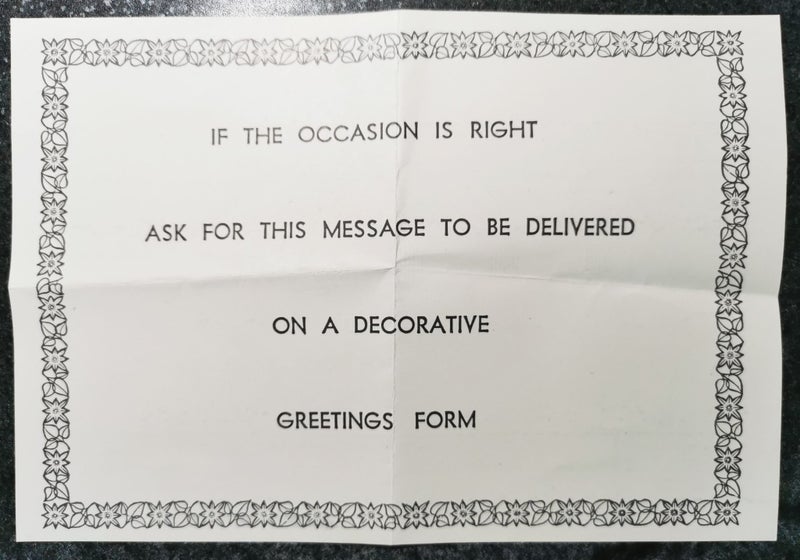 IF THE OCCASION IS RIGHT
ASK FOR THIS MESSAGE TO BE DELIVERED
ON A DECORATIVE
GREETINGS FORM